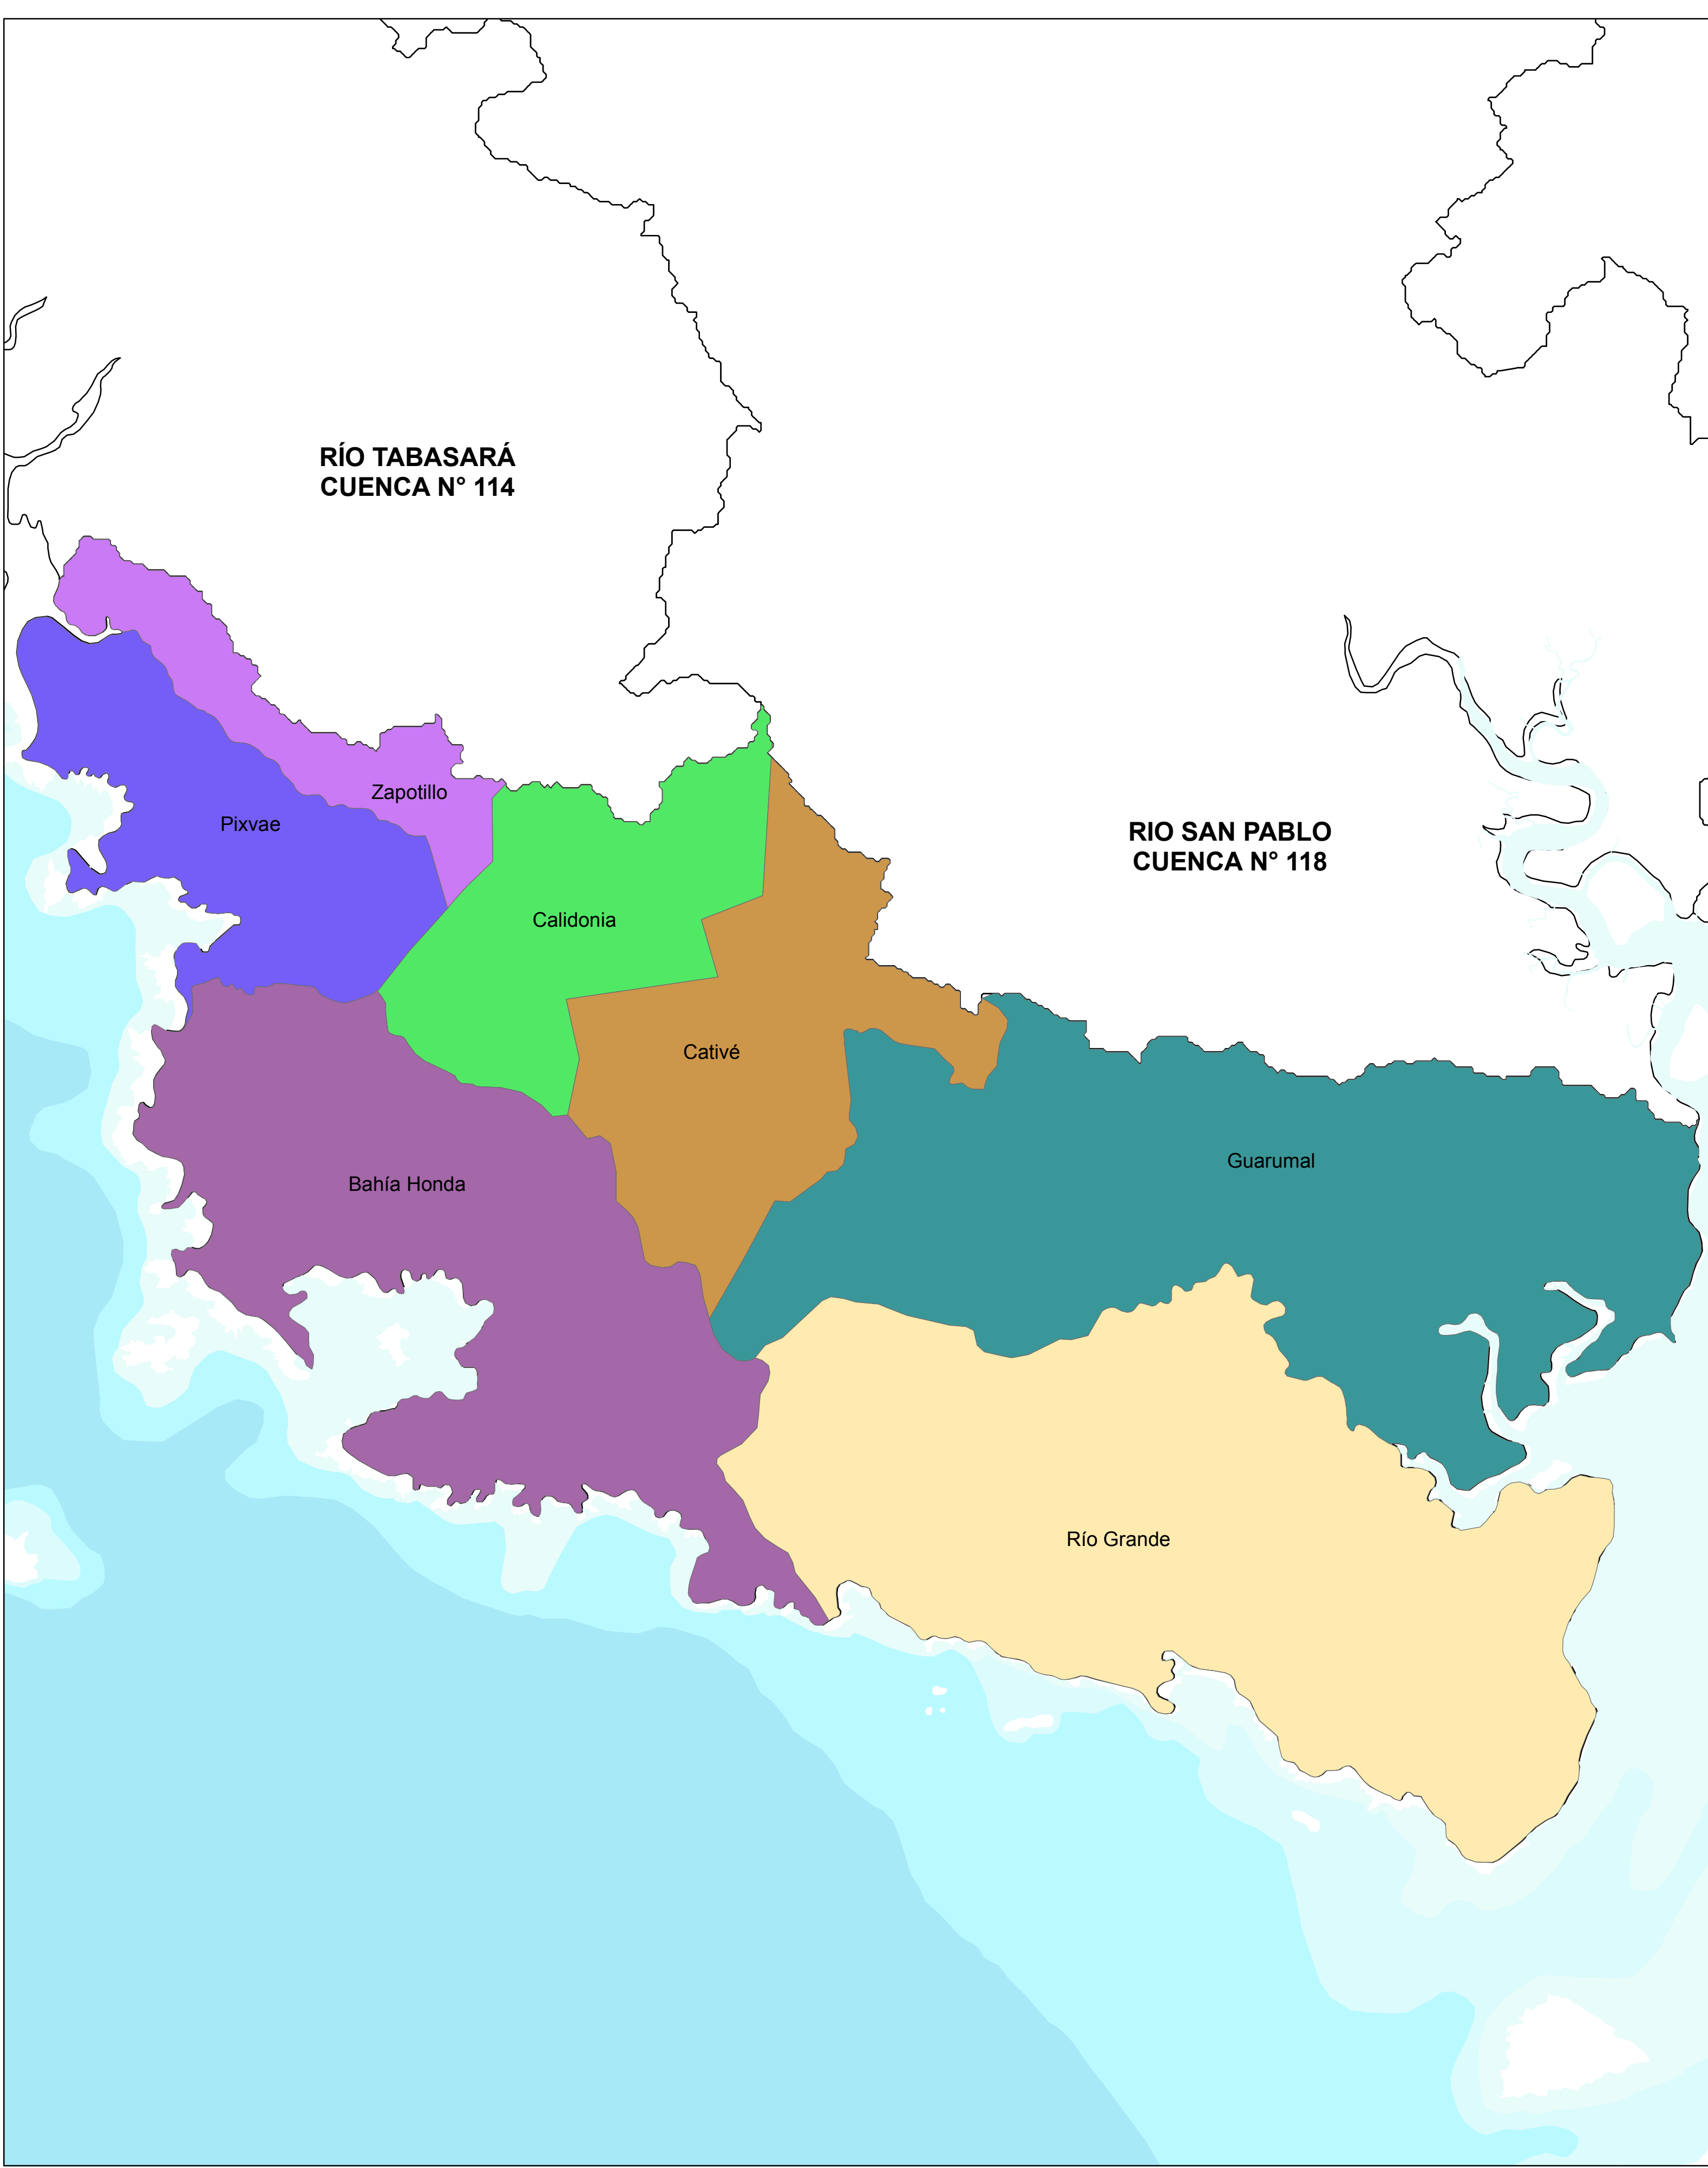 RÍO TABASARÁ
CUENCA N° 114
Zapotillo
Pixvae
RIO SAN PABLO
CUENCA N° 118
Calidonia
Cativé
Guarumal
Bahía Honda
Río Grande